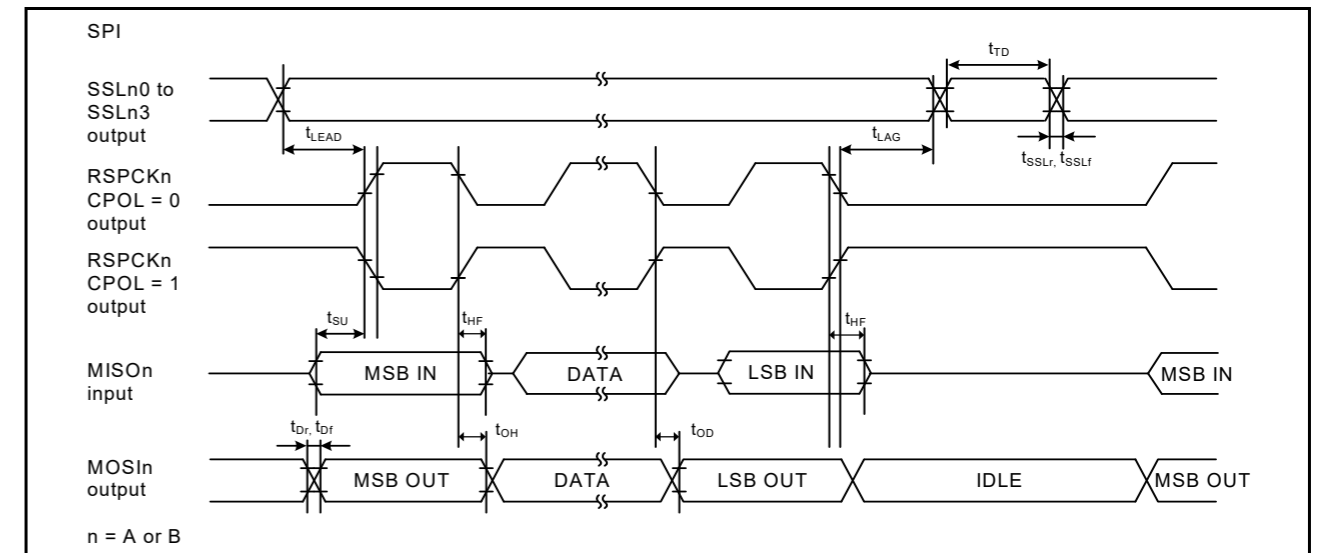 SPI
tTD
SSLn0 to
SSLn3
output
tLEAD
tLAG
tSSLr, tSSLf
RSPCKn
CPOL = 0
output
RSPCKn
CPOL = 1
output
tSU
tHF
tHF
MISOn
input
MSB IN
DATA
LSB IN
MSB IN
tDr, tDf
tOH
tOD
MOSIn
output
MSB OUT
DATA
LSB OUT
IDLE
MSB OUT
n = A or B